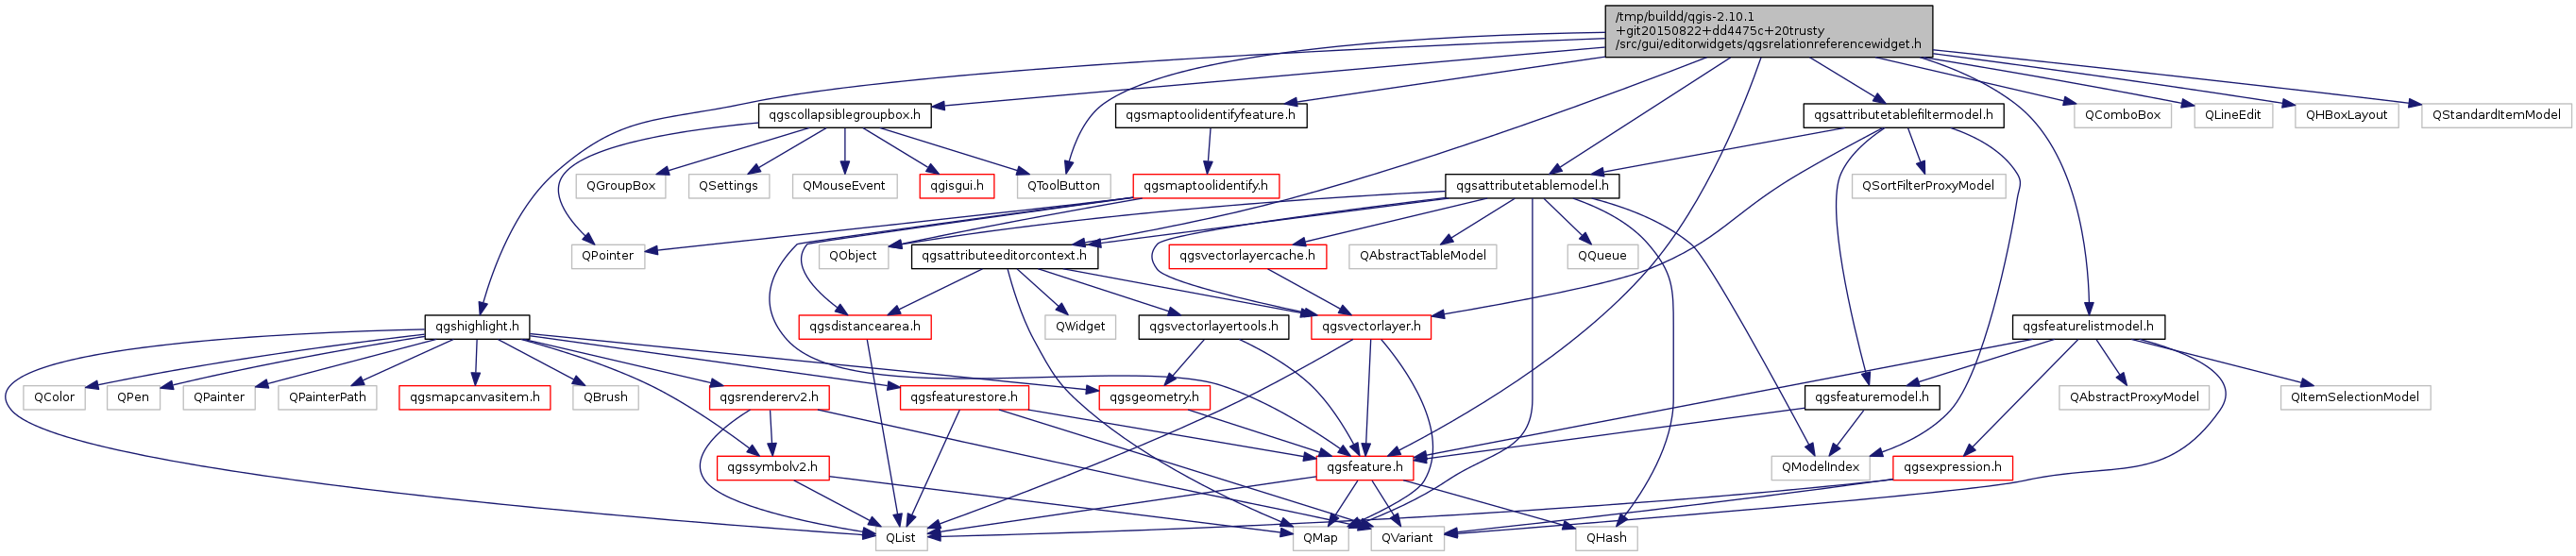 /tmp/buildd/qgis-2.10.1
+git20150822+dd4475c+20trusty
/src/gui/editorwidgets/qgsrelationreferencewidget.h
qgscollapsiblegroupbox.h
qgsmaptoolidentifyfeature.h
qgsattributetablefiltermodel.h
QComboBox
QLineEdit
QHBoxLayout
QStandardItemModel
QGroupBox
QSettings
QMouseEvent
qgisgui.h
QToolButton
qgsmaptoolidentify.h
qgsattributetablemodel.h
QSortFilterProxyModel
QPointer
QObject
qgsattributeeditorcontext.h
qgsvectorlayercache.h
QAbstractTableModel
QQueue
qgshighlight.h
qgsdistancearea.h
QWidget
qgsvectorlayertools.h
qgsvectorlayer.h
qgsfeaturelistmodel.h
QColor
QPen
QPainter
QPainterPath
qgsmapcanvasitem.h
QBrush
qgsrendererv2.h
qgsfeaturestore.h
qgsgeometry.h
qgsfeaturemodel.h
QAbstractProxyModel
QItemSelectionModel
qgssymbolv2.h
qgsfeature.h
QModelIndex
qgsexpression.h
QList
QMap
QVariant
QHash